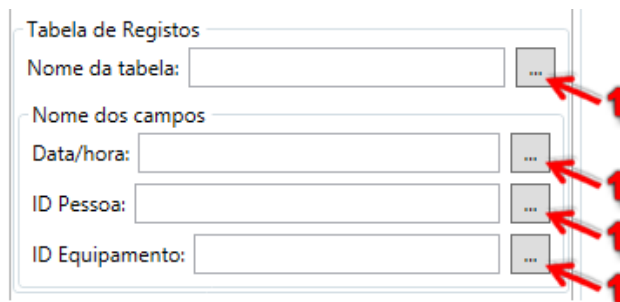 Tabela de Registos
Nome da tabela: ...
Nome dos campos
Data/hora: ...
ID Pessoa: ...
ID Equipamento: ...